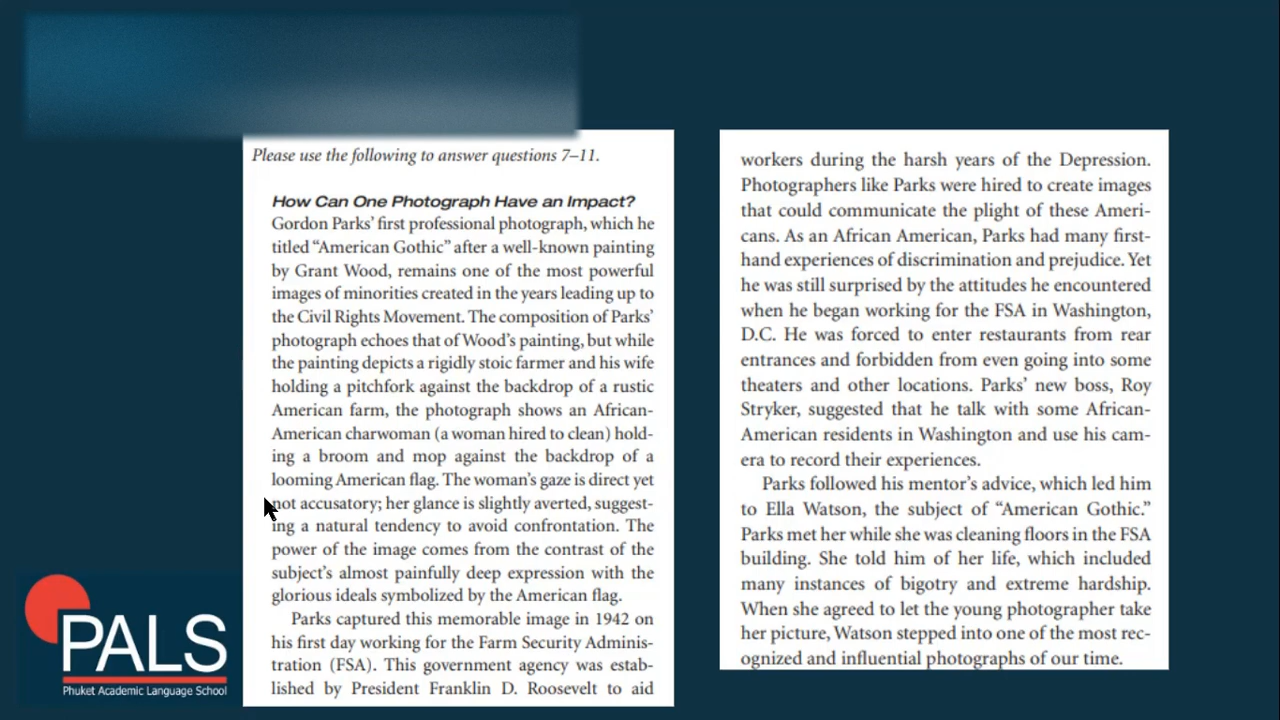 Please use the following to answer questions 7–11.
How Can One Photograph Have an Impact?
Gordon Parks’ first professional photograph, which he
titled “American Gothic” after a well-known painting
by Grant Wood, remains one of the most powerful
images of minorities created in the years leading up to
the Civil Rights Movement. The composition of Parks’
photograph echoes that of Wood’s painting, but while
the painting depicts a rigidly stoic farmer and his wife
holding a pitchfork against the backdrop of a rustic
American farm, the photograph shows an African-
American charwoman (a woman hired to clean) hold-
ing a broom and mop against the backdrop of a
looming American flag. The woman’s gaze is direct yet
not accusatory; her glance is slightly averted, suggest-
ing a natural tendency to avoid confrontation. The
power of the image comes from the contrast of the
subject’s almost painfully deep expression with the
glorious ideals symbolized by the American flag.
Parks captured this memorable image in 1942 on
his first day working for the Farm Security Adminis-
tration (FSA). This government agency was estab-
lished by President Franklin D. Roosevelt to aid
workers during the harsh years of the Depression.
Photographers like Parks were hired to create images
that could communicate the plight of these Ameri-
cans. As an African American, Parks had many first-
hand experiences of discrimination and prejudice. Yet
he was still surprised by the attitudes he encountered
when he began working for the FSA in Washington,
D.C. He was forced to enter restaurants from rear
entrances and forbidden from even going into some
theaters and other locations. Parks’ new boss, Roy
Stryker, suggested that he talk with some African-
American residents in Washington and use his cam-
era to record their experiences.
Parks followed his mentor’s advice, which led him
to Ella Watson, the subject of “American Gothic.”
Parks met her while she was cleaning floors in the FSA
building. She told him of her life, which included
many instances of bigotry and extreme hardship.
When she agreed to let the young photographer take
her picture, Watson stepped into one of the most rec-
ognized and influential photographs of our time.
PALS
Phuket Academic Language School